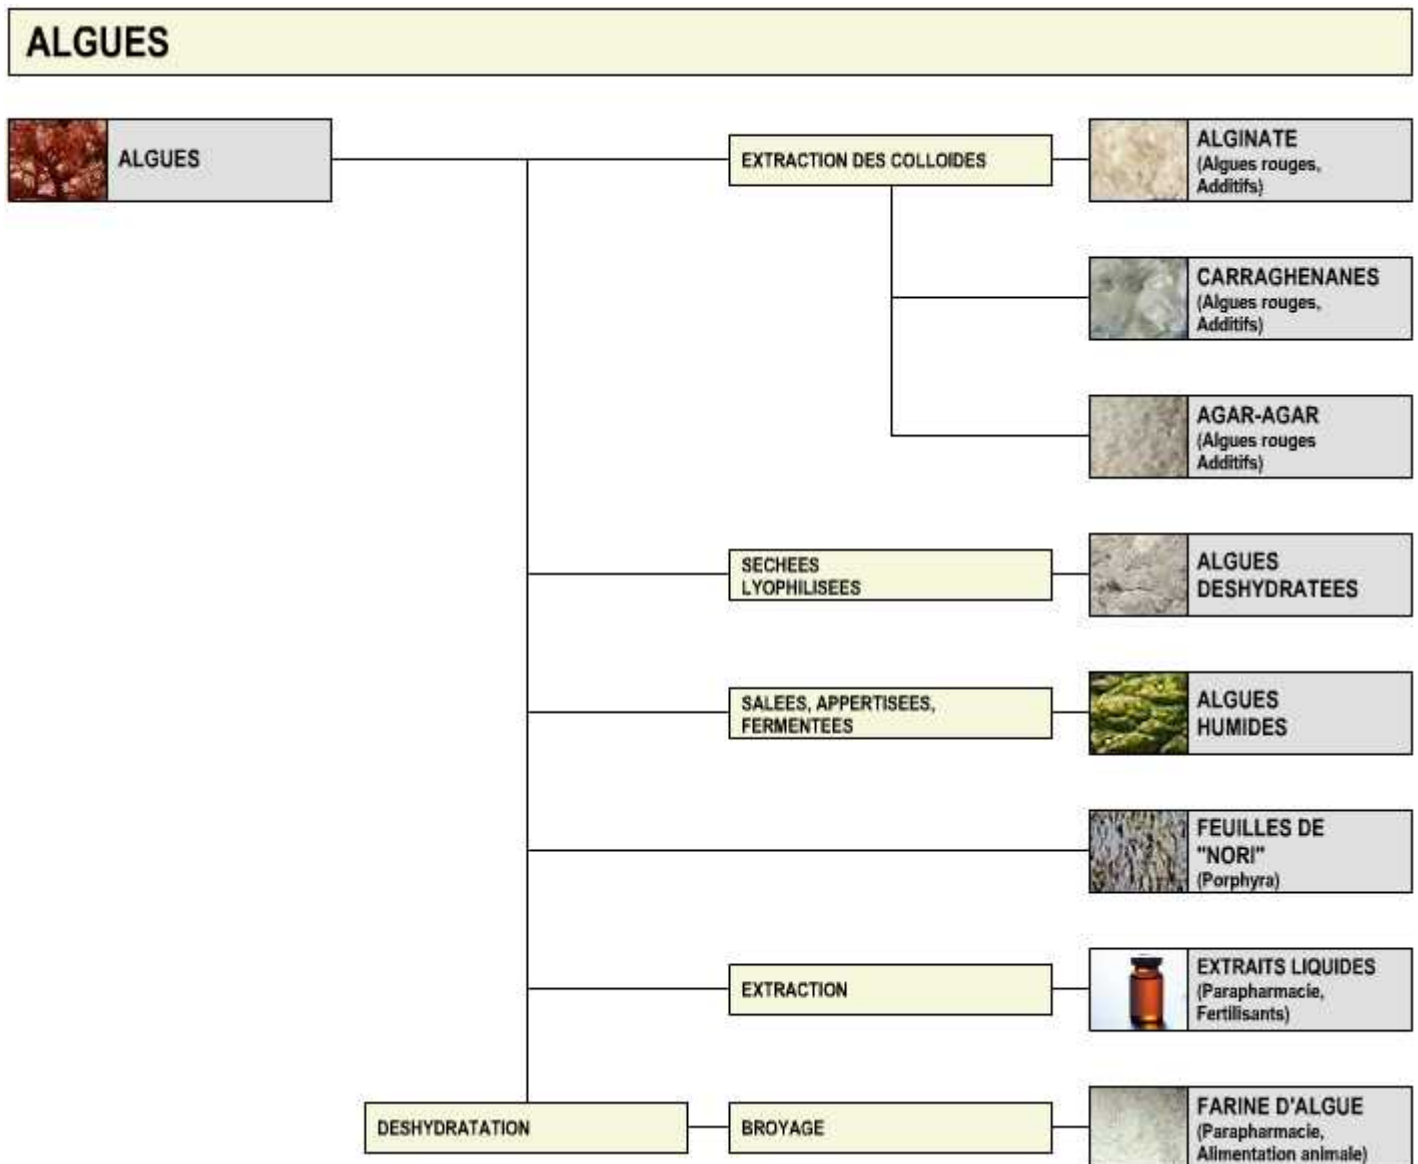 ALGUES
ALGUES
EXTRACTION DES COLLOIDES
ALGINATE
(Algues rouges,
Additifs)
CARRAGHENANES
(Algues rouges,
Additifs)
AGAR-AGAR
(Algues rouges
Additifs)
SECHEES
LYOPHILISEES
ALGUES
DESHYDRATEES
SALEES, APPERTISEES,
FERMENTEES
ALGUES
HUMIDES
FEUILLES DE
"NORI"
(Porphyra)
EXTRACTION
EXTRAITS LIQUIDES
(Parapharmacie,
Fertilisants)
DESHYDRATATION
BROYAGE
FARINE D'ALGUE
(Parapharmacie,
Alimentation animale)